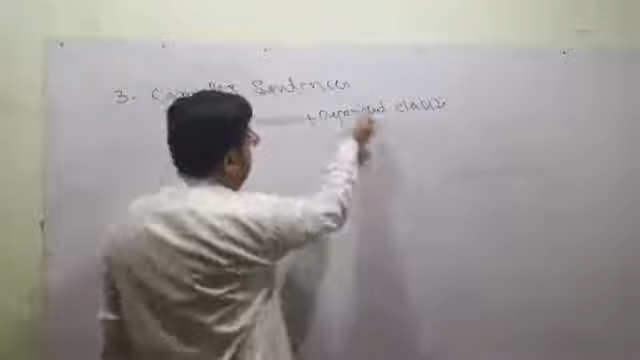 3. Complex Sentences
+ Dependent clause